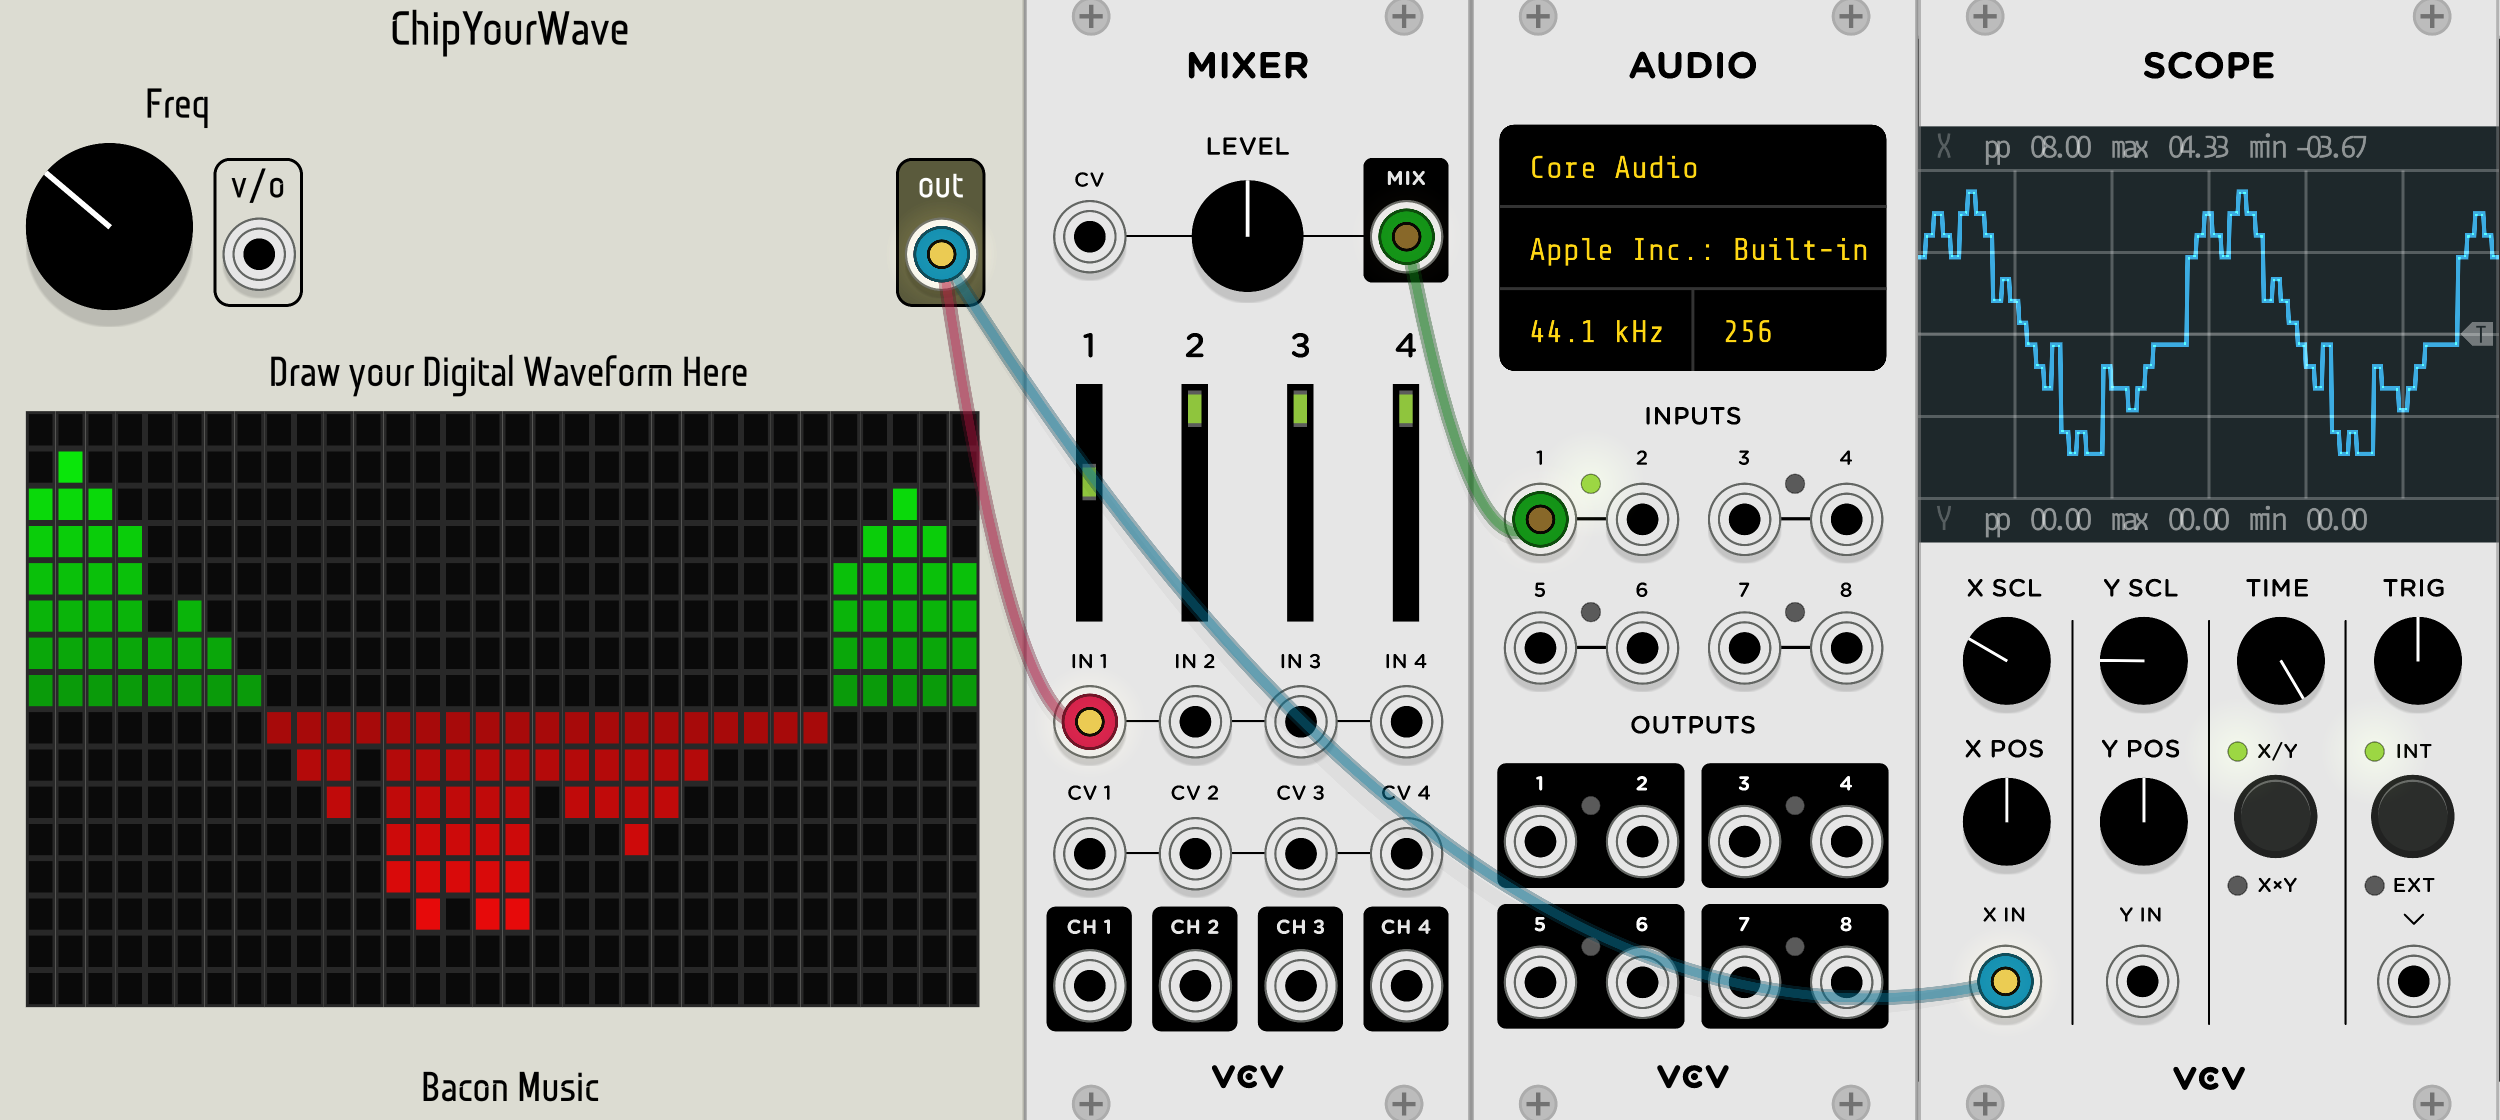 ChipYourWave
Freq
v/o
out
Draw your Digital Waveform Here
Bacon Music
MIXER
LEVEL
CV
MIX
1 2 3 4
IN 1 IN 2 IN 3 IN 4
CV 1 CV 2 CV 3 CV 4
CH 1 CH 2 CH 3 CH 4
VCV
AUDIO
Core Audio
Apple Inc.: Built-in
44.1 kHz 256
INPUTS
1 2 3 4
5 6 7 8
OUTPUTS
1 2 3 4
5 6 7 8
VCV
SCOPE
X pp 08.00 max 04.33 min -03.67
T
Y pp 00.00 max 00.00 min 00.00
X SCL Y SCL TIME TRIG
X POS Y POS X/Y INT
X×Y EXT
X IN Y IN
VCV